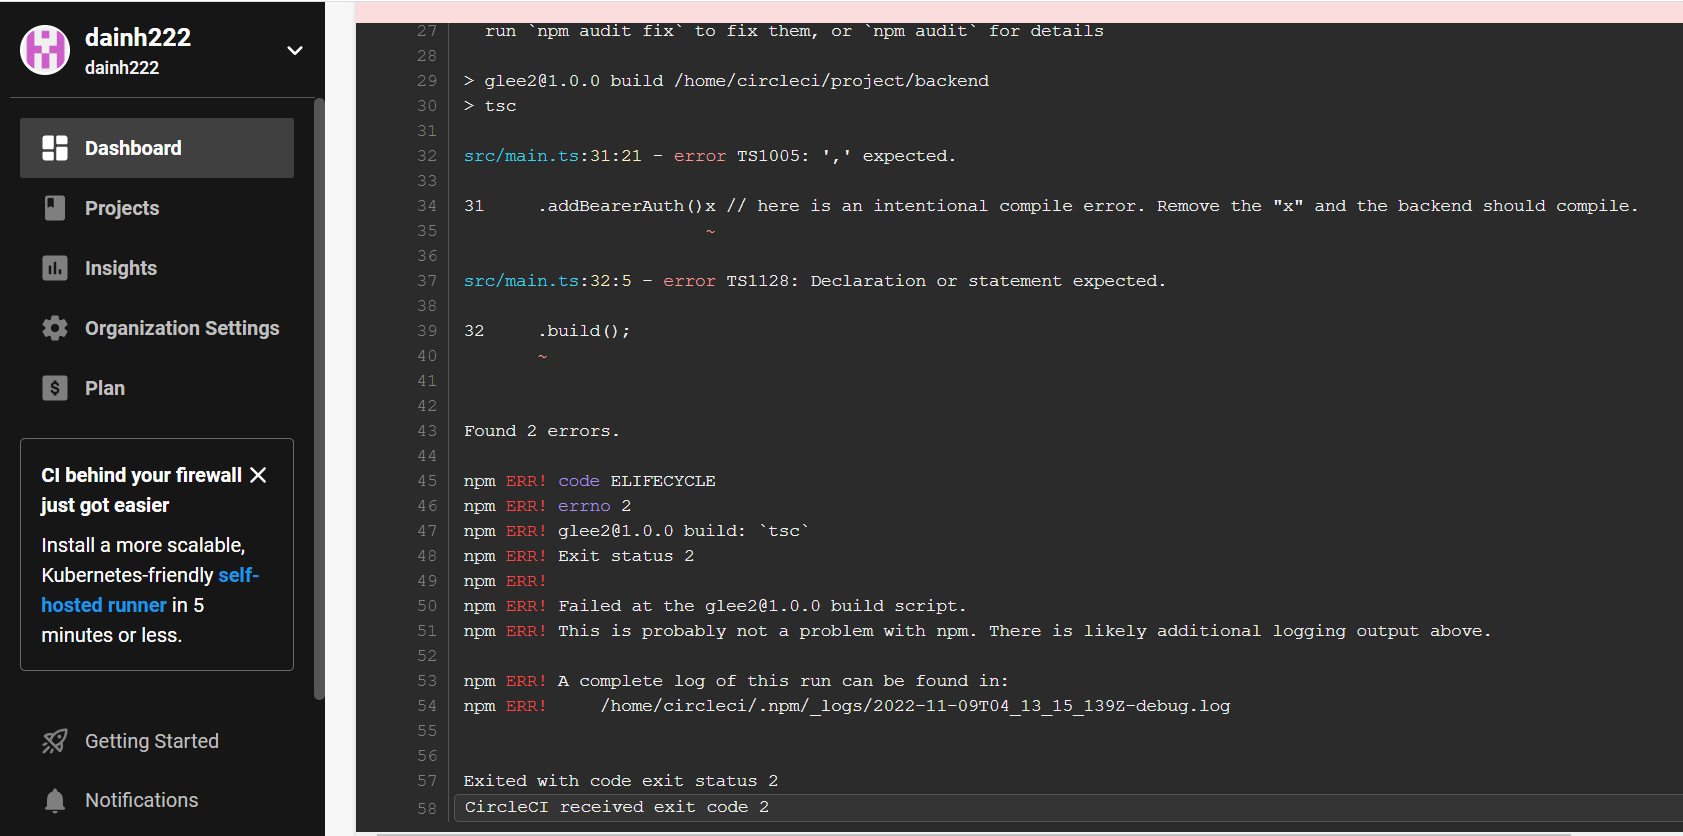 dainh222
dainh222
Dashboard
Projects
Insights
Organization Settings
Plan
CI behind your firewall
just got easier
Install a more scalable,
Kubernetes-friendly self-
hosted runner in 5
minutes or less.
Getting Started
Notifications
27 run `npm audit fix` to fix them, or `npm audit` for details
28
29 > glee2@1.0.0 build /home/circleci/project/backend
30 > tsc
31
32 src/main.ts:31:21 - error TS1005: ',' expected.
33
34 31     .addBearerAuth()x // here is an intentional compile error. Remove the "x" and the backend should compile.
35 ~
36
37 src/main.ts:32:5 - error TS1128: Declaration or statement expected.
38
39 32     .build();
40 ~
41
42
43 Found 2 errors.
44
45 npm ERR! code ELIFECYCLE
46 npm ERR! errno 2
47 npm ERR! glee2@1.0.0 build: `tsc`
48 npm ERR! Exit status 2
49 npm ERR!
50 npm ERR! Failed at the glee2@1.0.0 build script.
51 npm ERR! This is probably not a problem with npm. There is likely additional logging output above.
52
53 npm ERR! A complete log of this run can be found in:
54 npm ERR!     /home/circleci/.npm/_logs/2022-11-09T04_13_15_139Z-debug.log
55
56
57 Exited with code exit status 2
58 CircleCI received exit code 2